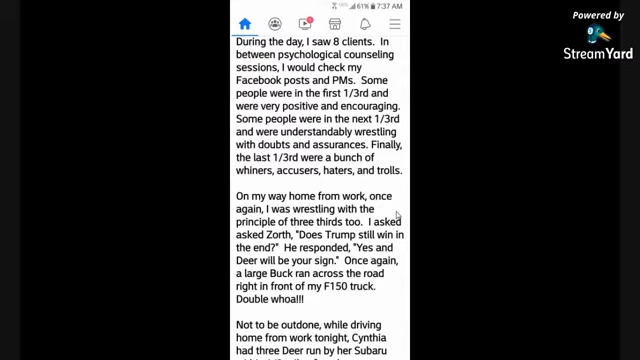 61% 7:37 AM
Powered by
StreamYard
During the day, I saw 8 clients.  In
between psychological counseling
sessions, I would check my
Facebook posts and PMs.  Some
people were in the first 1/3rd and
were very positive and encouraging.
Some people were in the next 1/3rd
and were understandably wrestling
with doubts and assurances. Finally,
the last 1/3rd were a bunch of
whiners, accusers, haters, and trolls.
On my way home from work, once
again, I was wrestling with the
principle of three thirds too.  I asked
asked Zorth, "Does Trump still win in
the end?"  He responded, "Yes and
Deer will be your sign."  Once again,
a large Buck ran across the road
right in front of my F150 truck.
Double whoa!!!
Not to be outdone, while driving
home from work tonight, Cynthia
had three Deer run by her Subaru